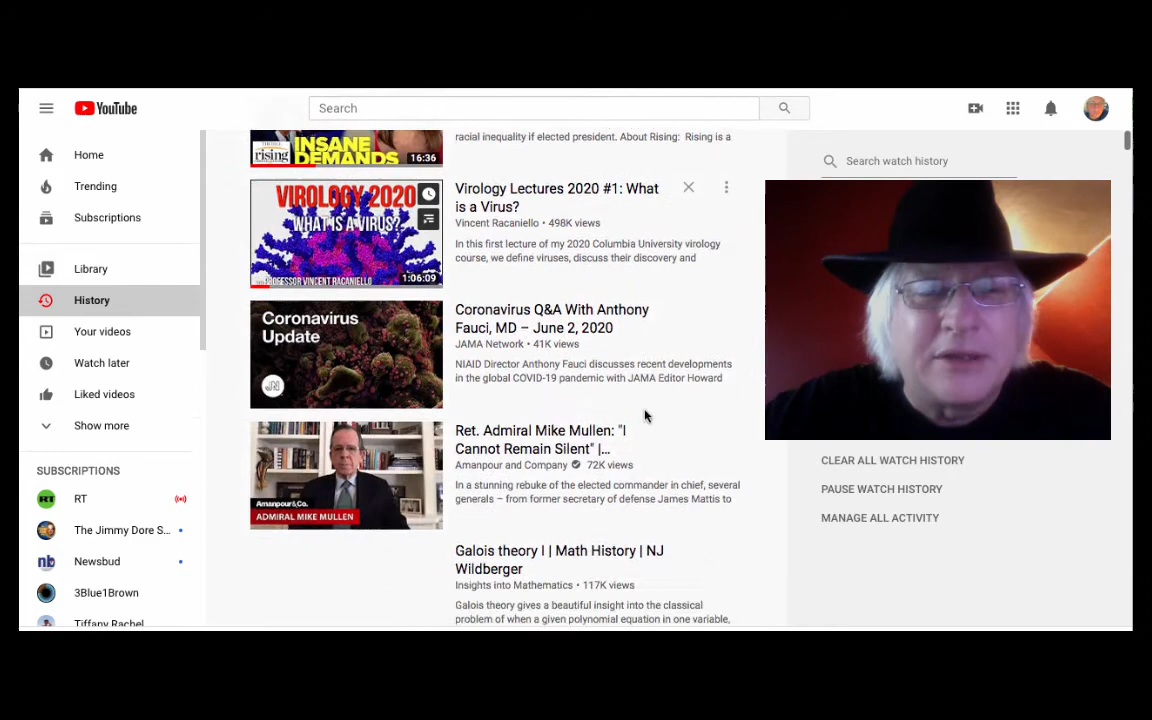 YouTube
Search
Home
Trending
Subscriptions
Library
History
Your videos
Watch later
Liked videos
Show more
SUBSCRIPTIONS
RT
The Jimmy Dore S...
Newsbud
3Blue1Brown
Tiffany Rachel
rising
INSANE
DEMANDS
16:36
racial inequality if elected president. About Rising: Rising is a
VIROLOGY 2020
WHAT IS A VIRUS?
PROFESSOR VINCENT RACANIELLO
1:06:09
Virology Lectures 2020 #1: What
is a Virus?
Vincent Racaniello • 498K views
In this first lecture of my 2020 Columbia University virology
course, we define viruses, discuss their discovery and
Coronavirus
Update
JN
Coronavirus Q&A With Anthony
Fauci, MD – June 2, 2020
JAMA Network • 41K views
NIAID Director Anthony Fauci discusses recent developments
in the global COVID-19 pandemic with JAMA Editor Howard
Amanpour&Co.
ADMIRAL MIKE MULLEN
Ret. Admiral Mike Mullen: "I
Cannot Remain Silent" |...
Amanpour and Company 72K views
In a stunning rebuke of the elected commander in chief, several
generals – from former secretary of defense James Mattis to
Galois theory I | Math History | NJ
Wildberger
Insights into Mathematics • 117K views
Galois theory gives a beautiful insight into the classical
problem of when a given polynomial equation in one variable,
Search watch history
CLEAR ALL WATCH HISTORY
PAUSE WATCH HISTORY
MANAGE ALL ACTIVITY